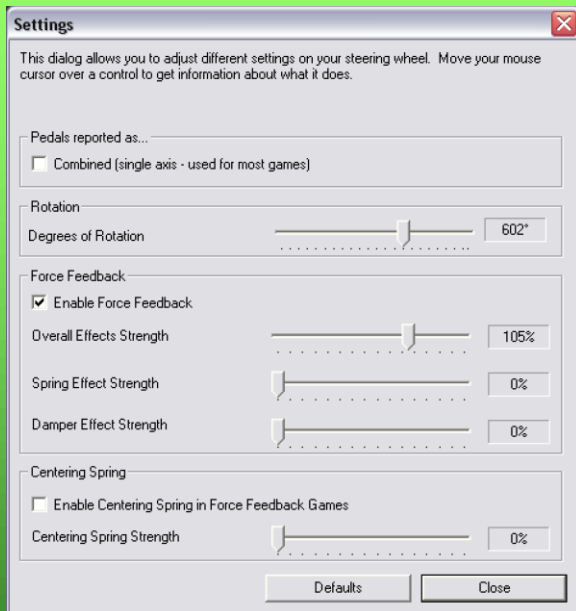 Settings
This dialog allows you to adjust different settings on your steering wheel. Move your mouse
cursor over a control to get information about what it does.
Pedals reported as...
Combined (single axis - used for most games)
Rotation
Degrees of Rotation 602°
Force Feedback
Enable Force Feedback
Overall Effects Strength 105%
Spring Effect Strength 0%
Damper Effect Strength 0%
Centering Spring
Enable Centering Spring in Force Feedback Games
Centering Spring Strength 0%
Defaults Close